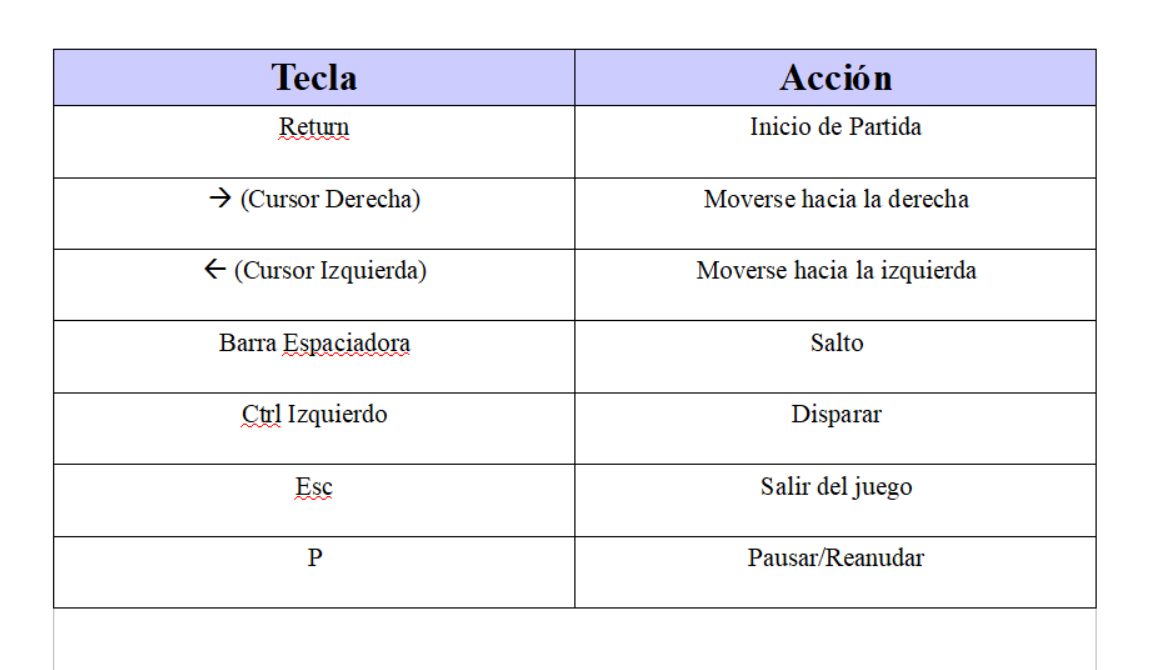 Tecla Acción
Return Inicio de Partida
→ (Cursor Derecha) Moverse hacia la derecha
← (Cursor Izquierda) Moverse hacia la izquierda
Barra Espaciadora Salto
Ctrl Izquierdo Disparar
Esc Salir del juego
P Pausar/Reanudar